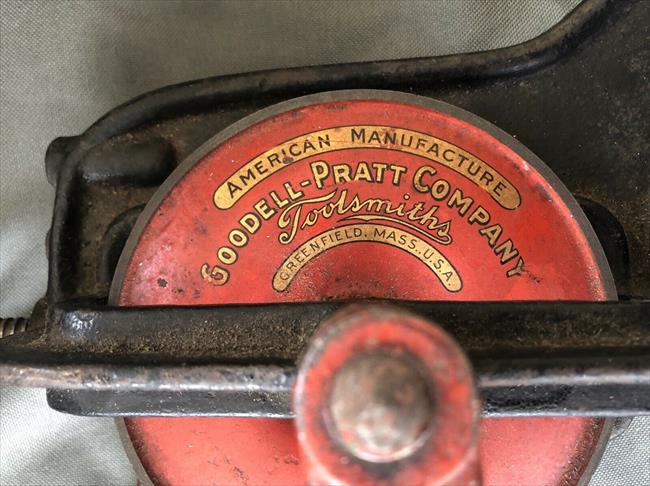 AMERICAN MANUFACTURE
GOODELL-PRATT COMPANY
Toolsmiths
GREENFIELD, MASS., U.S.A.